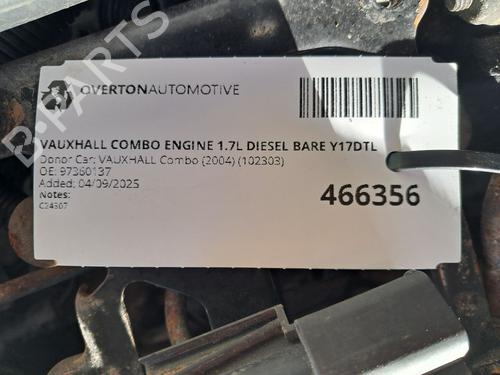 OVERTONAUTOMOTIVE
VAUXHALL COMBO ENGINE 1.7L DIESEL BARE Y17DTL
Donor Car: VAUXHALL Combo (2004) (102303)
OE: 97360137
Added: 04/09/2025
Notes:
C24307
466356
B-PARTS